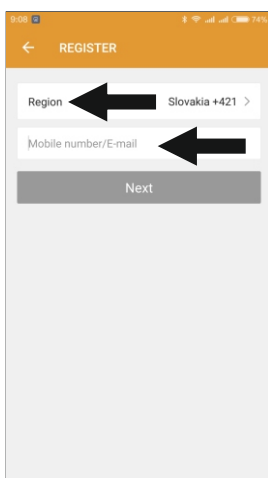 9:08 74%
REGISTER
Region Slovakia +421
Mobile number/E-mail
Next